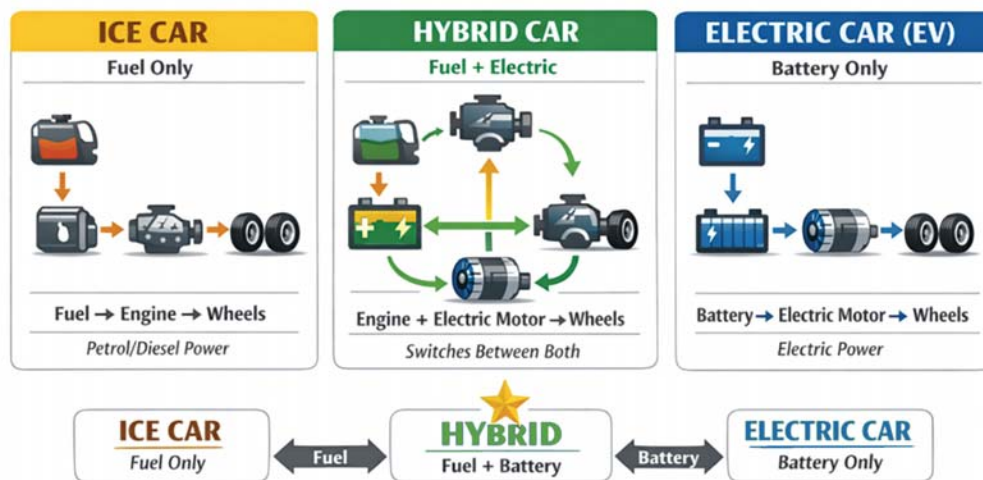 ICE CAR
Fuel Only
Fuel → Engine → Wheels
Petrol/Diesel Power
HYBRID CAR
Fuel + Electric
Engine + Electric Motor → Wheels
Switches Between Both
ELECTRIC CAR (EV)
Battery Only
Battery → Electric Motor → Wheels
Electric Power
ICE CAR
Fuel Only
Fuel
HYBRID
Fuel + Battery
Battery
ELECTRIC CAR
Battery Only